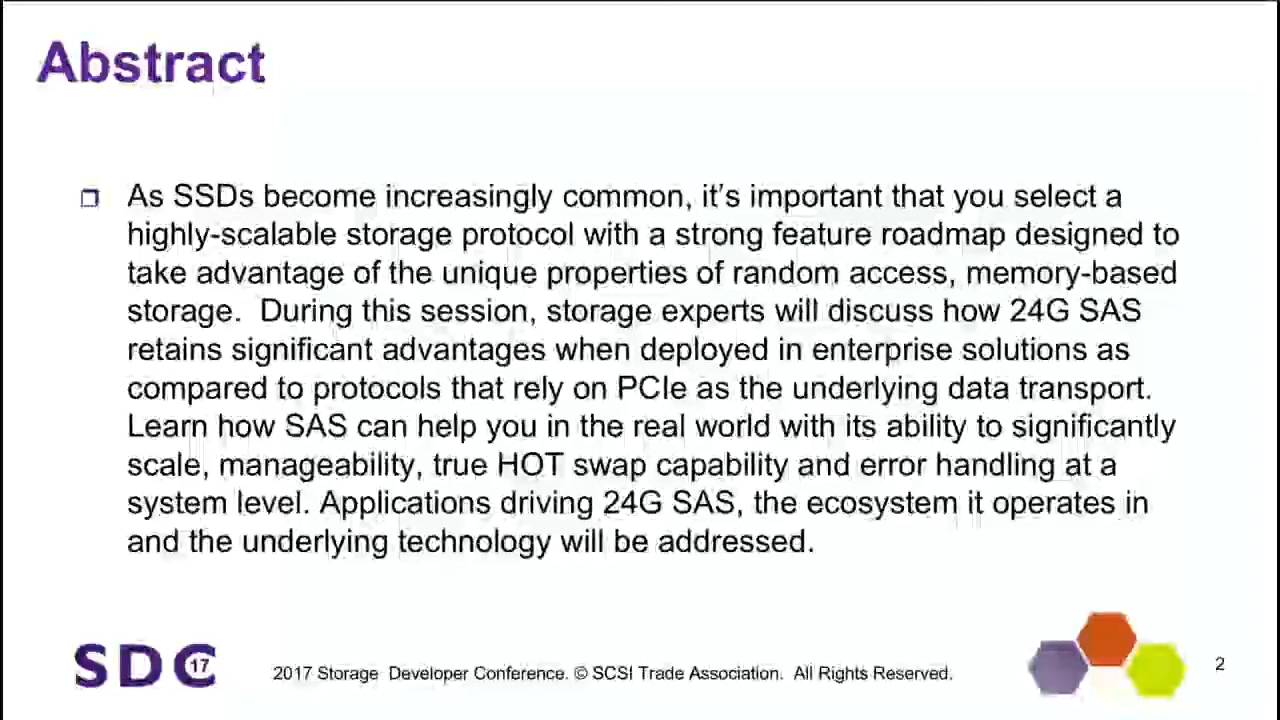 Abstract
❐ As SSDs become increasingly common, it's important that you select a
highly-scalable storage protocol with a strong feature roadmap designed to
take advantage of the unique properties of random access, memory-based
storage.  During this session, storage experts will discuss how 24G SAS
retains significant advantages when deployed in enterprise solutions as
compared to protocols that rely on PCIe as the underlying data transport.
Learn how SAS can help you in the real world with its ability to significantly
scale, manageability, true HOT swap capability and error handling at a
system level. Applications driving 24G SAS, the ecosystem it operates in
and the underlying technology will be addressed.
SDC 17
2017 Storage  Developer Conference. © SCSI Trade Association.  All Rights Reserved.
2